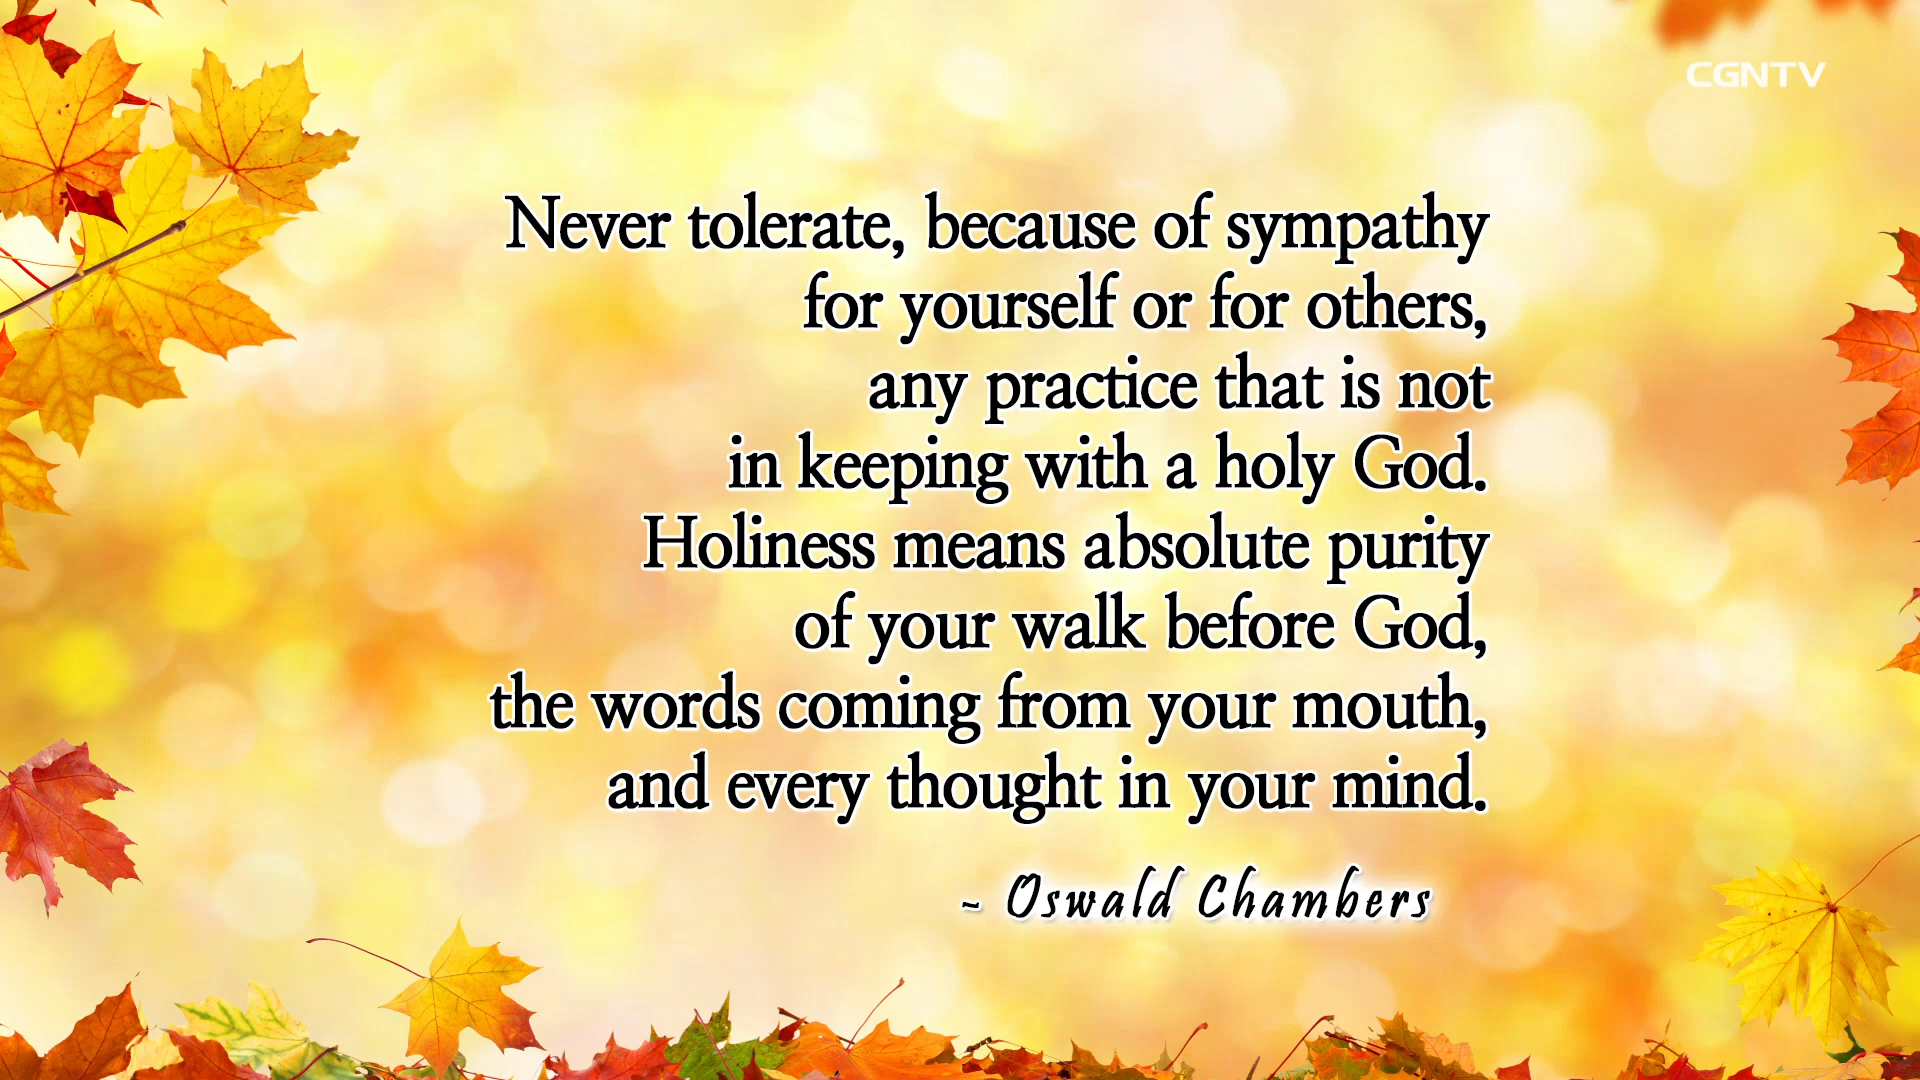 CGNTV
Never tolerate, because of sympathy
for yourself or for others,
any practice that is not
in keeping with a holy God.
Holiness means absolute purity
of your walk before God,
the words coming from your mouth,
and every thought in your mind.
~ Oswald Chambers